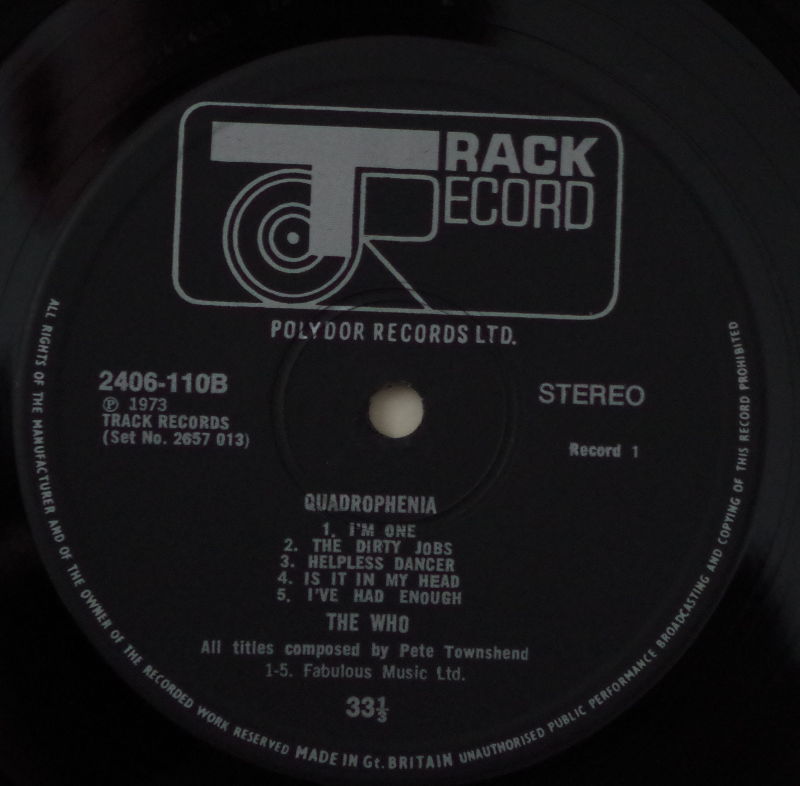 TRACK
RECORD
POLYDOR RECORDS LTD.
2406-110B
℗ 1973
TRACK RECORDS
(Set No. 2657 013)
STEREO
Record 1
QUADROPHENIA
1. I'M ONE
2. THE DIRTY JOBS
3. HELPLESS DANCER
4. IS IT IN MY HEAD
5. I'VE HAD ENOUGH
THE WHO
All titles composed by Pete Townshend
1-5. Fabulous Music Ltd.
33⅓
ALL RIGHTS OF THE MANUFACTURER AND OF THE OWNER OF THE RECORDED WORK RESERVED MADE IN Gt. BRITAIN UNAUTHORISED PUBLIC PERFORMANCE BROADCASTING AND COPYING OF THIS RECORD PROHIBITED